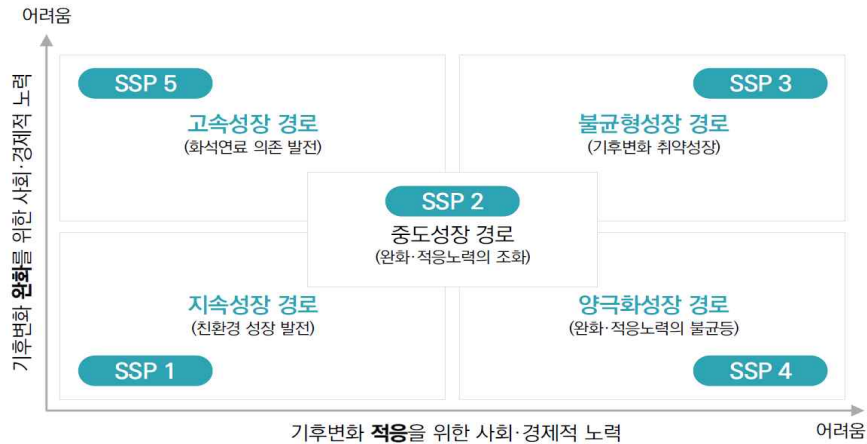 어려움
기후변화 완화를 위한 사회·경제적 노력
SSP 5
고속성장 경로
(화석연료 의존 발전)
SSP 3
불균형성장 경로
(기후변화 취약성장)
SSP 2
중도성장 경로
(완화·적응노력의 조화)
지속성장 경로
(친환경 성장 발전)
SSP 1
양극화성장 경로
(완화·적응노력의 불균등)
SSP 4
기후변화 적응을 위한 사회·경제적 노력
어려움